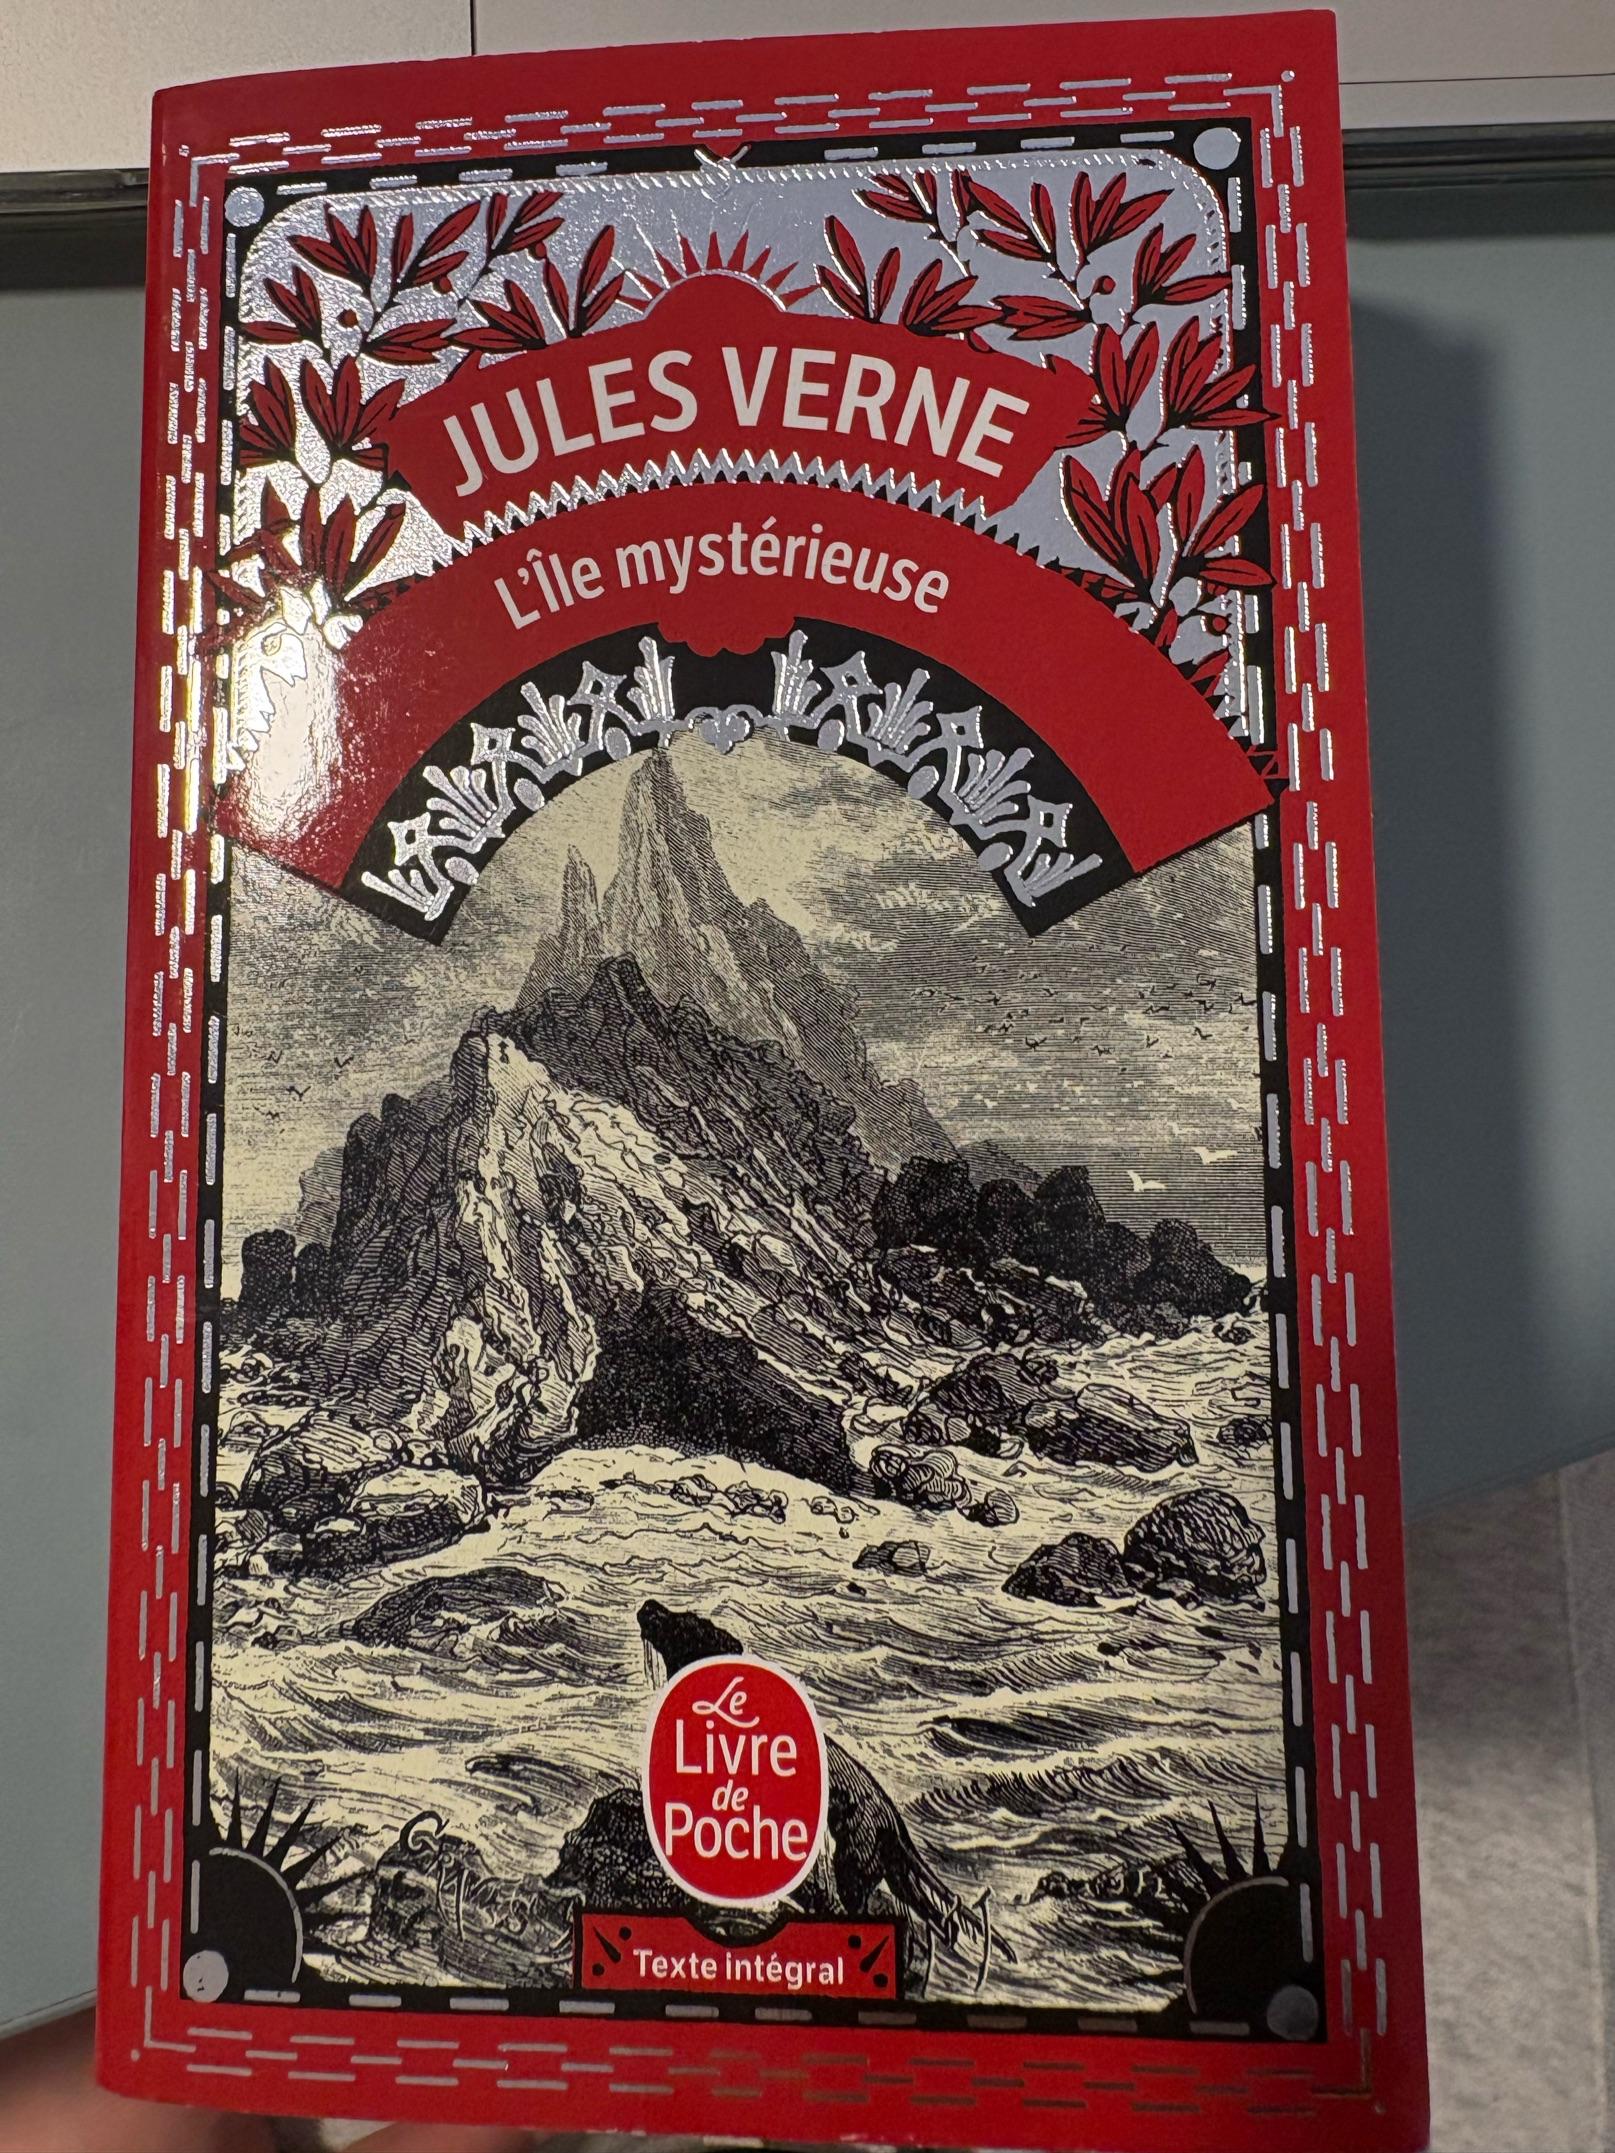 JULES VERNE
L'Île mystérieuse
Le
Livre
de
Poche
Texte intégral